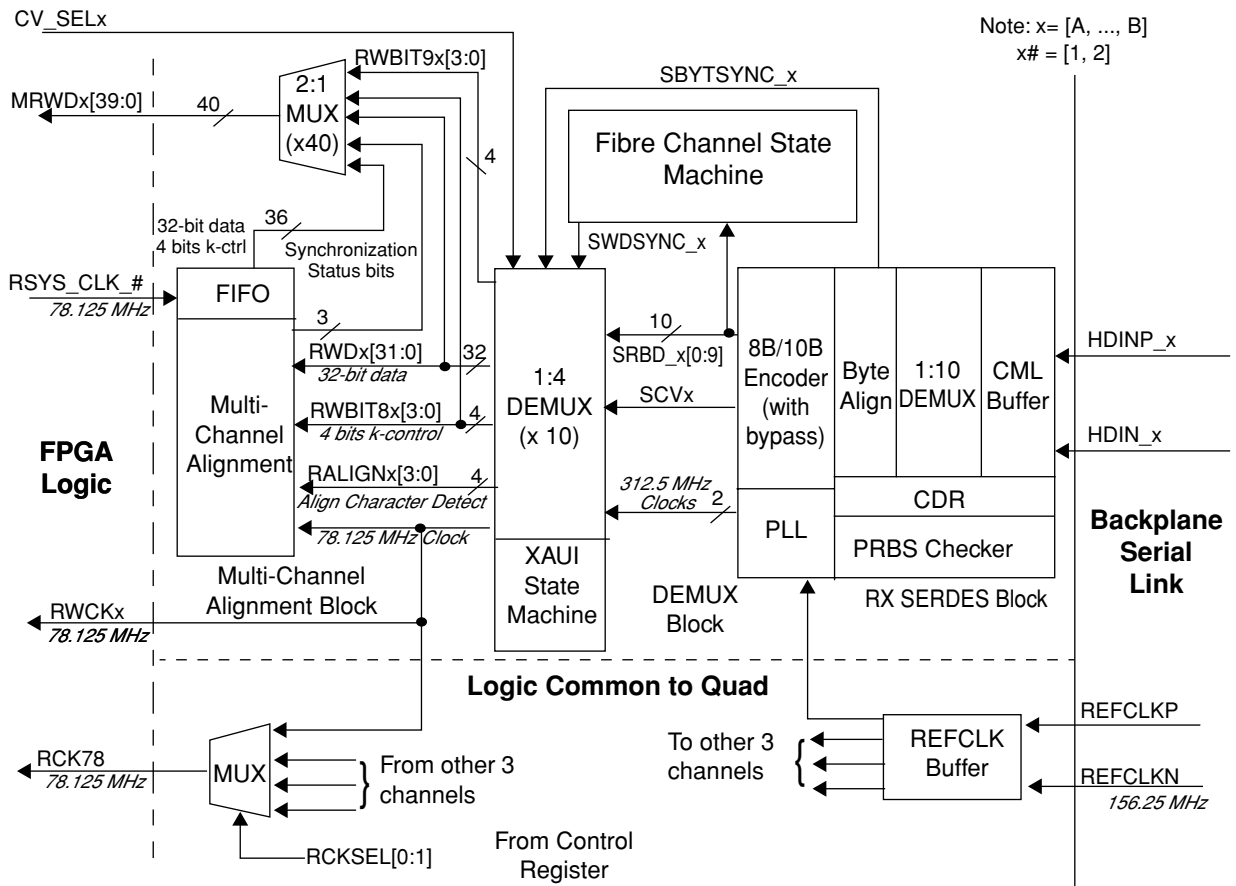 CV_SELx
Note: x= [A, ..., B]
x# = [1, 2]
RWBIT9x[3:0]
SBYTSYNC_x
2:1
MUX
(x40)
MRWDx[39:0]
40
4
Fibre Channel State
Machine
32-bit data
4 bits k-ctrl
36
Synchronization
Status bits
SWDSYNC_x
RSYS_CLK_#
78.125 MHz
FIFO
3
RWDx[31:0]
32
32-bit data
10
SRBD_x[0:9]
1:4
DEMUX
(x 10)
8B/10B
Encoder
(with
bypass)
Byte
Align
1:10
DEMUX
CML
Buffer
HDINP_x
Multi-
Channel
Alignment
RWBIT8x[3:0]
4
4 bits k-control
SCVx
HDIN_x
FPGA
Logic
RALIGNx[3:0]
4
Align Character Detect
312.5 MHz
Clocks
2
CDR
78.125 MHz Clock
PLL
PRBS Checker
Backplane
Serial
Link
XAUI
State
Machine
Multi-Channel
Alignment Block
DEMUX
Block
RX SERDES Block
RWCKx
78.125 MHz
Logic Common to Quad
RCK78
78.125 MHz
MUX
From other 3
channels
To other 3
channels
REFCLK
Buffer
REFCLKP
REFCLKN
156.25 MHz
RCKSEL[0:1]
From Control
Register